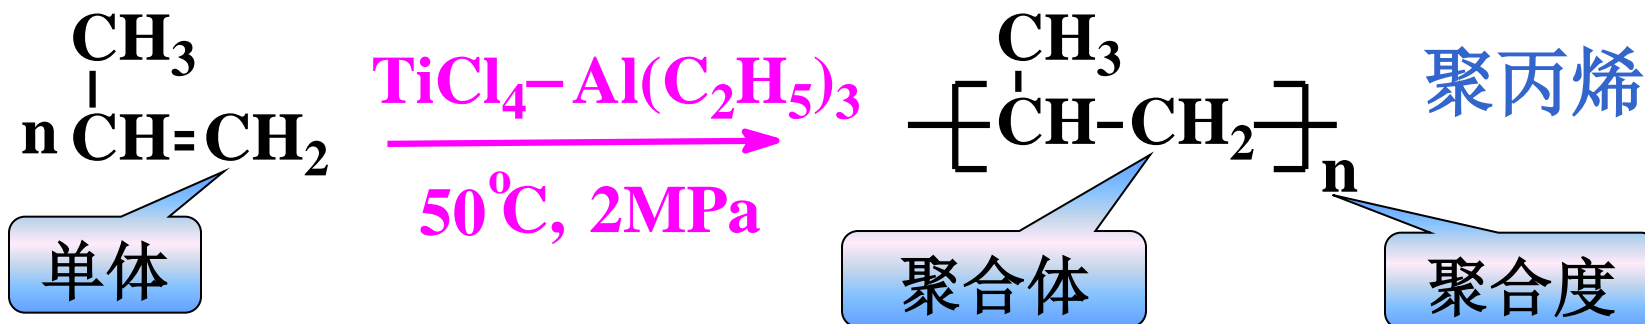 CH₃
n CH=CH₂
TiCl₄-Al(C₂H₅)₃
50°C, 2MPa
CH₃
[CH-CH₂]n
聚丙烯
单体
聚合体
聚合度